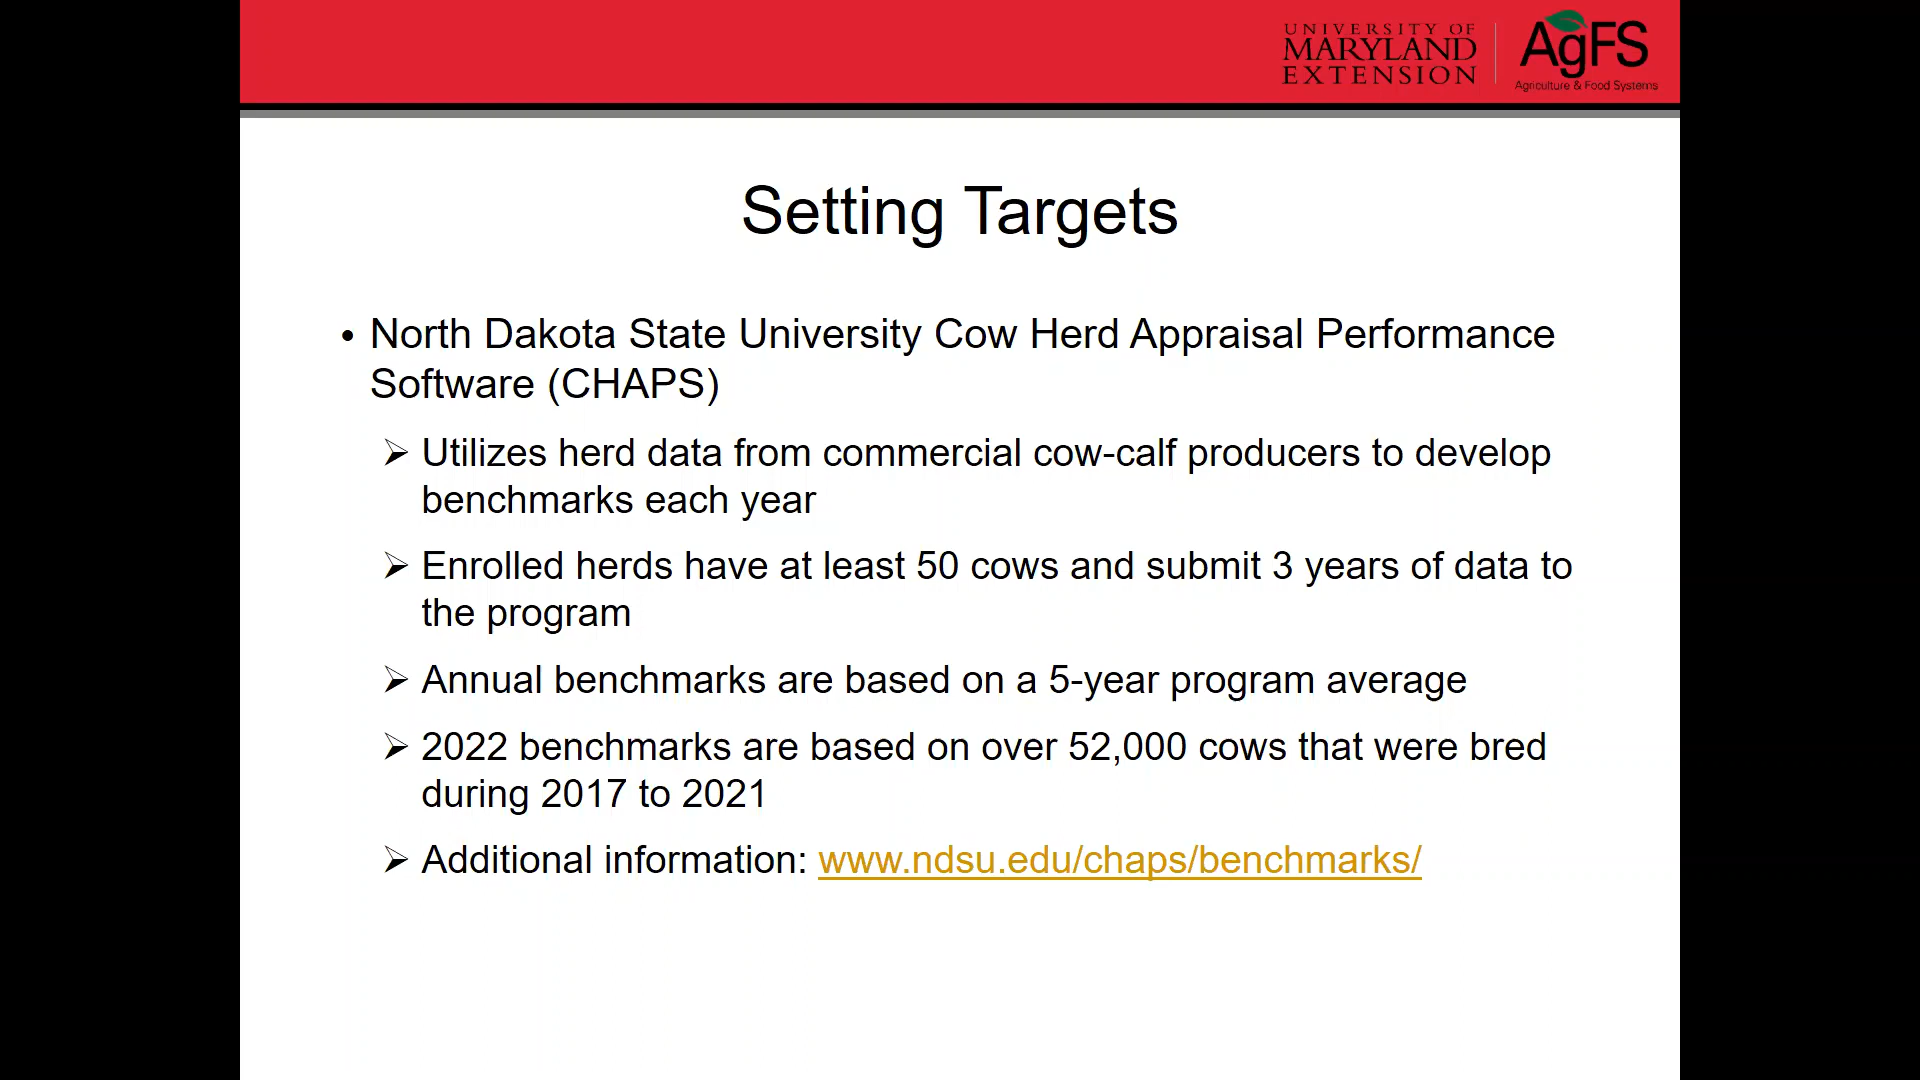 UNIVERSITY OF
MARYLAND
EXTENSION
AgFS
Agriculture & Food Systems
Setting Targets
• North Dakota State University Cow Herd Appraisal Performance
Software (CHAPS)
➢ Utilizes herd data from commercial cow-calf producers to develop
benchmarks each year
➢ Enrolled herds have at least 50 cows and submit 3 years of data to
the program
➢ Annual benchmarks are based on a 5-year program average
➢ 2022 benchmarks are based on over 52,000 cows that were bred
during 2017 to 2021
➢ Additional information: www.ndsu.edu/chaps/benchmarks/